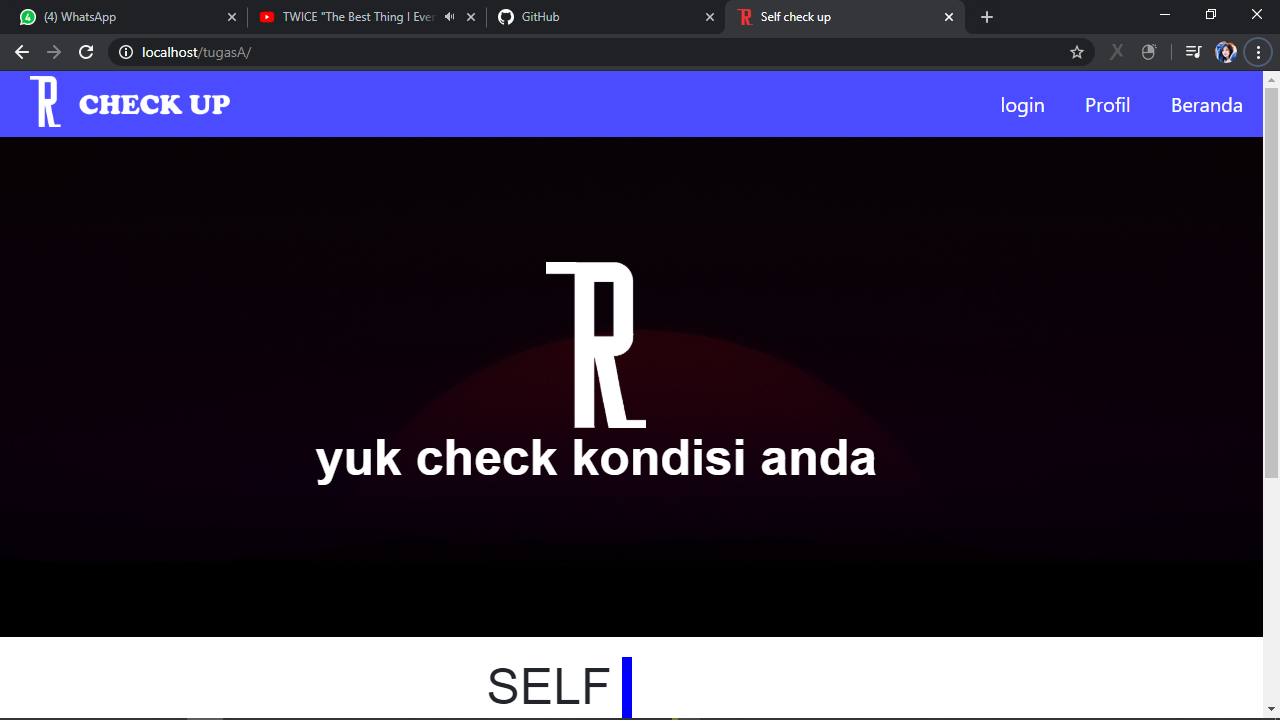 (4) WhatsApp
TWICE "The Best Thing I Ever
GitHub
Self check up
localhost/tugasA/
R CHECK UP
login
Profil
Beranda
R
yuk check kondisi anda
SELF